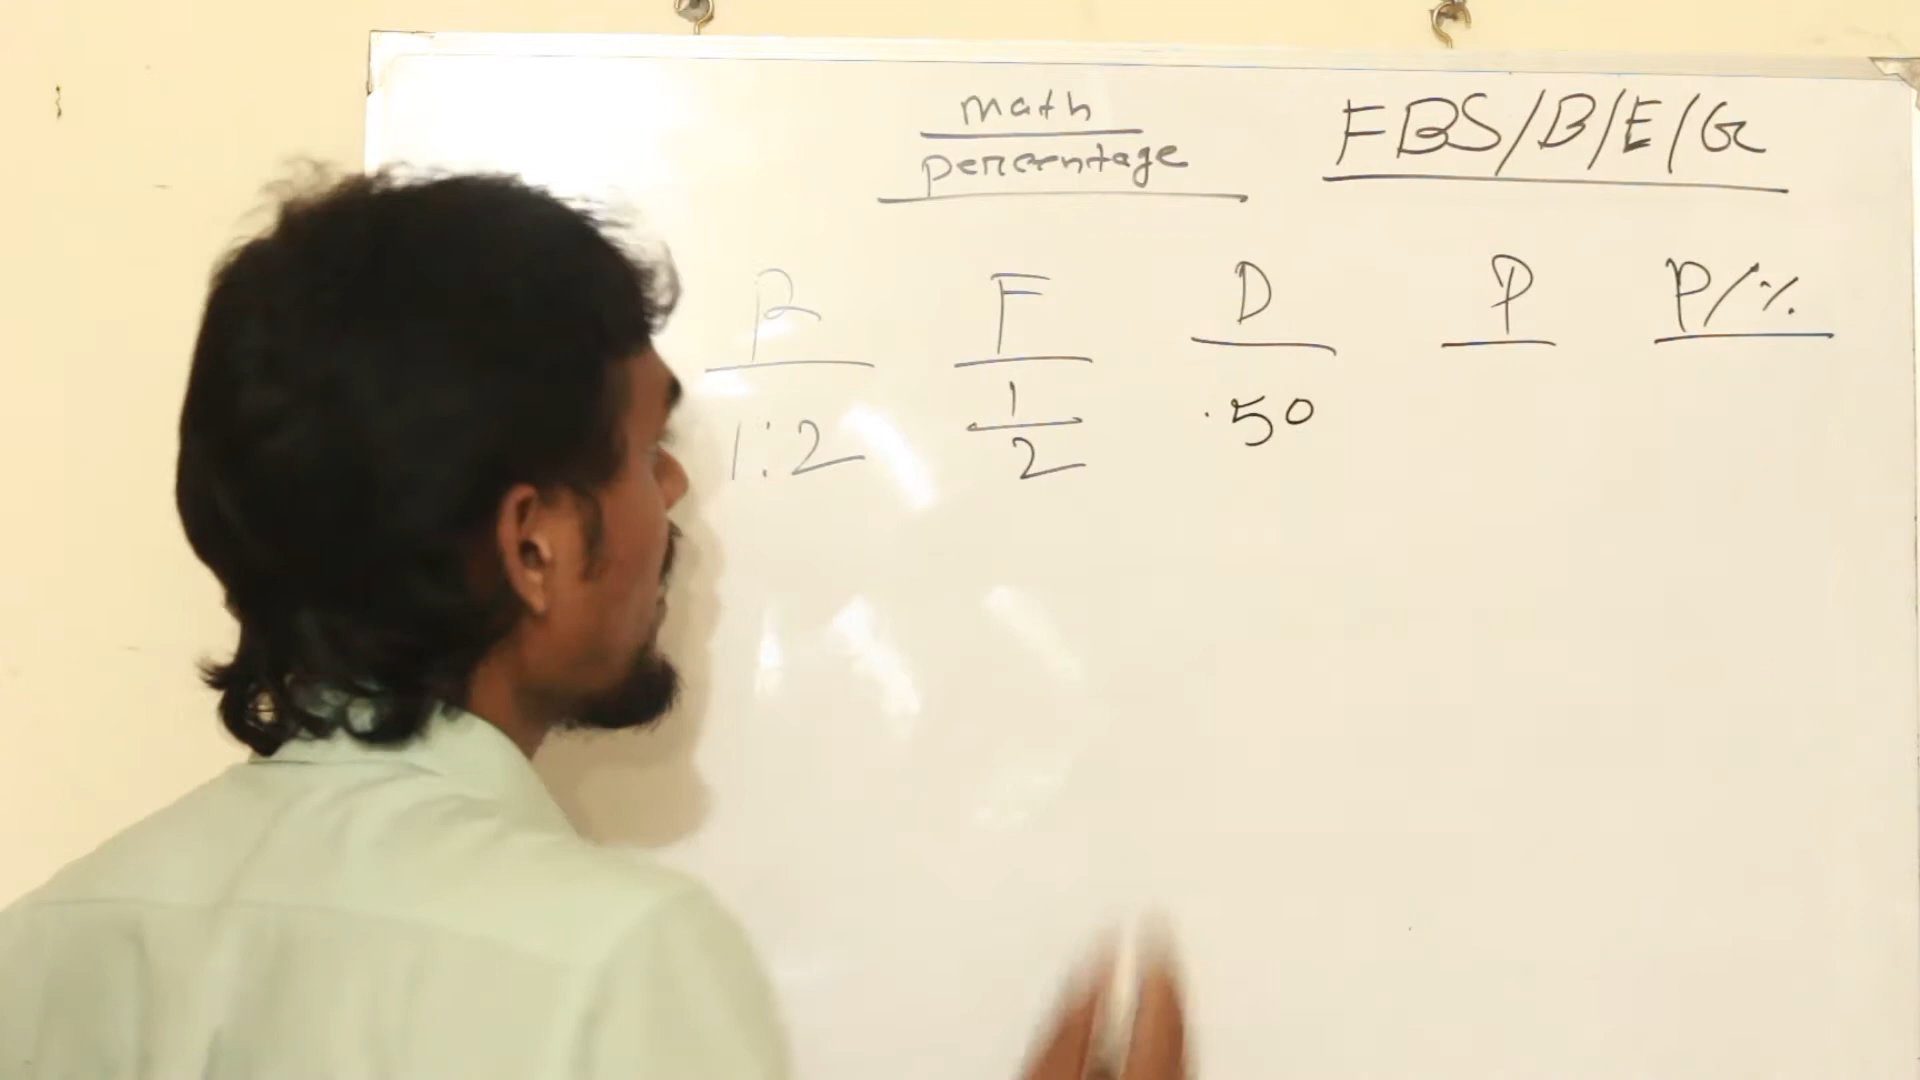 math
percentage
FBS/B/E/G
R F D P P/%
1:2 1/2 .50